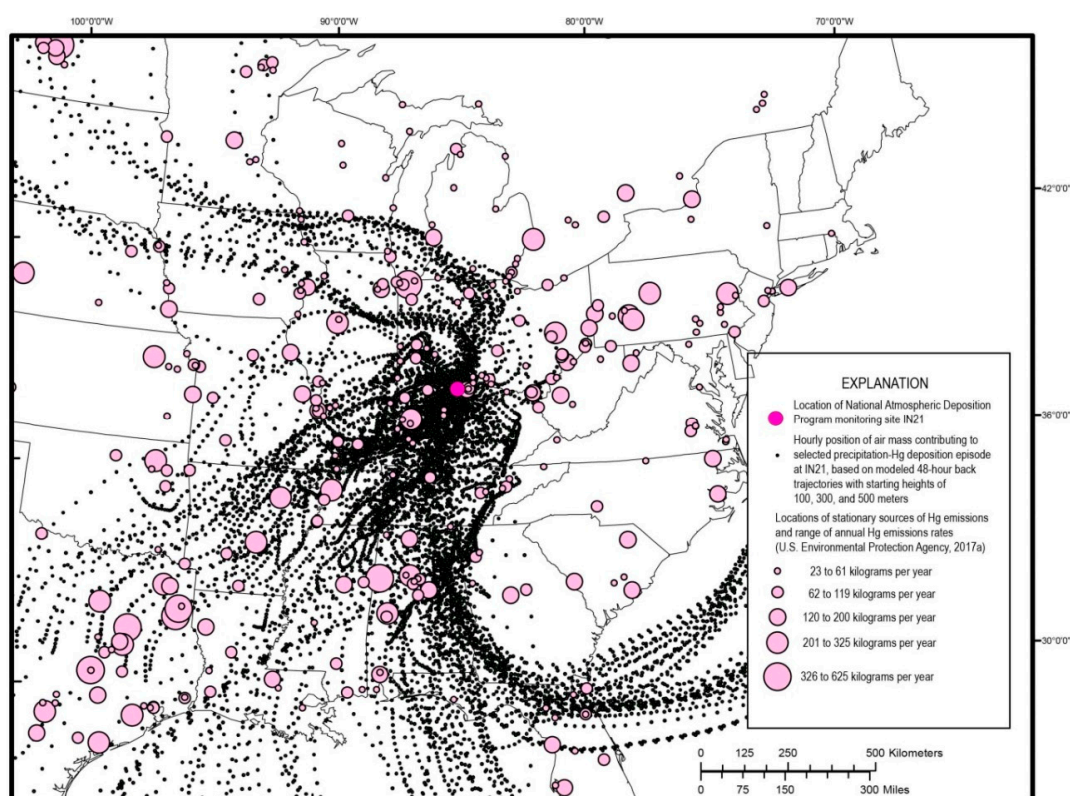 100°0'0"W
90°0'0"W
80°0'0"W
70°0'0"W
42°0'0"
36°0'0"
30°0'0"
EXPLANATION
Location of National Atmospheric Deposition
Program monitoring site IN21
Hourly position of air mass contributing to
selected precipitation-Hg deposition episode
at IN21, based on modeled 48-hour back
trajectories with starting heights of
100, 300, and 500 meters
Locations of stationary sources of Hg emissions
and range of annual Hg emissions rates
(U.S. Environmental Protection Agency, 2017a)
23 to 61 kilograms per year
62 to 119 kilograms per year
120 to 200 kilograms per year
201 to 325 kilograms per year
326 to 625 kilograms per year
0 125 250 500 Kilometers
0 75 150 300 Miles